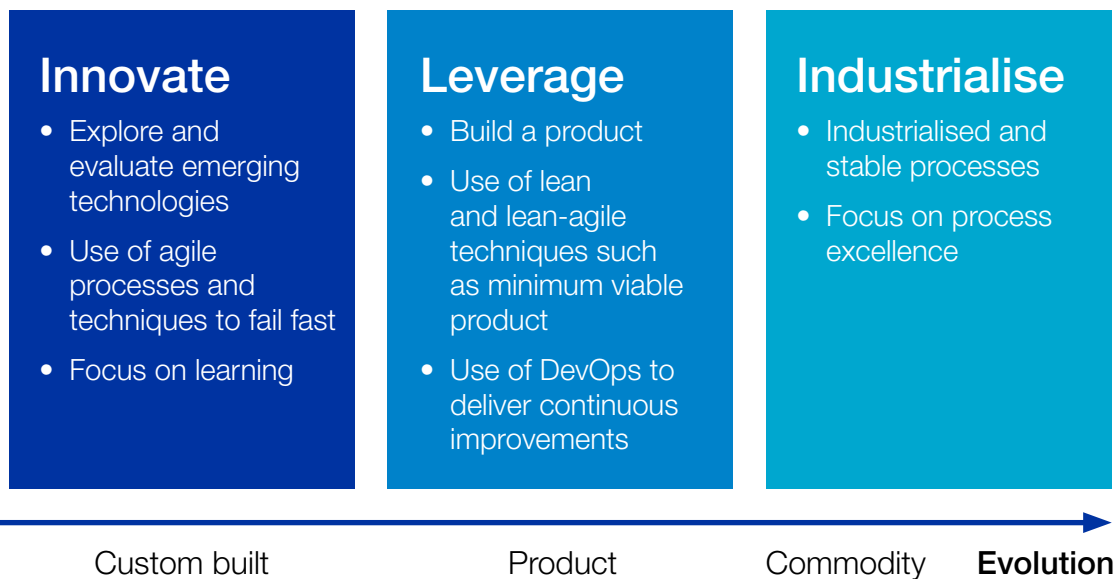 Innovate
• Explore and
evaluate emerging
technologies
• Use of agile
processes and
techniques to fail fast
• Focus on learning
Leverage
• Build a product
• Use of lean
and lean-agile
techniques such
as minimum viable
product
• Use of DevOps to
deliver continuous
improvements
Industrialise
• Industrialised and
stable processes
• Focus on process
excellence
Custom built
Product
Commodity
Evolution